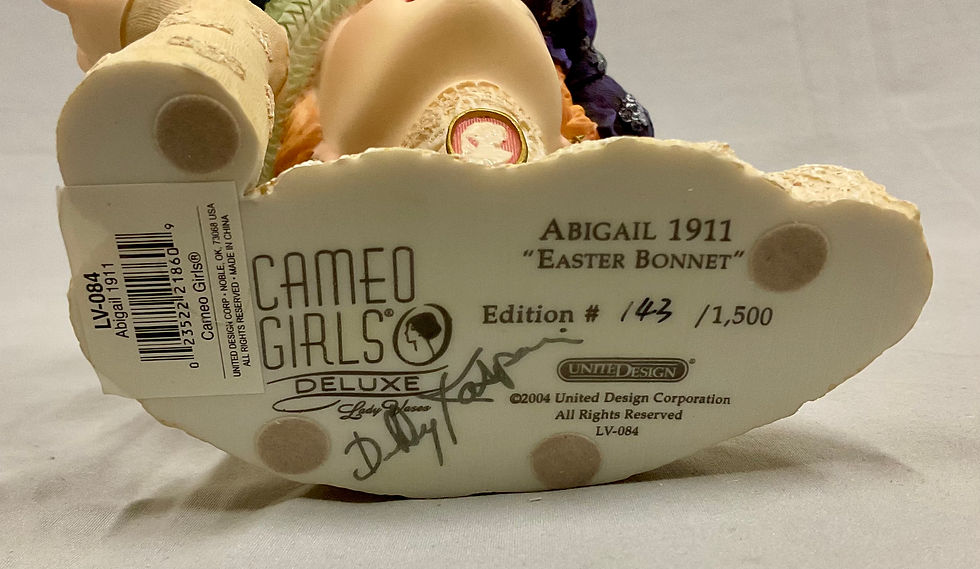 LV-084
Abigail 1911
0 23522 21860 9
Cameo Girls®
UNITED DESIGN CORP • NOBLE, OK, 73068 USA
ALL RIGHTS RESERVED • MADE IN CHINA
CAMEO
GIRLS®
DELUXE
Lady Vases
ABIGAIL 1911
"EASTER BONNET"
Edition # 143 /1,500
UNITEDESIGN®
©2004 United Design Corporation
All Rights Reserved
LV-084